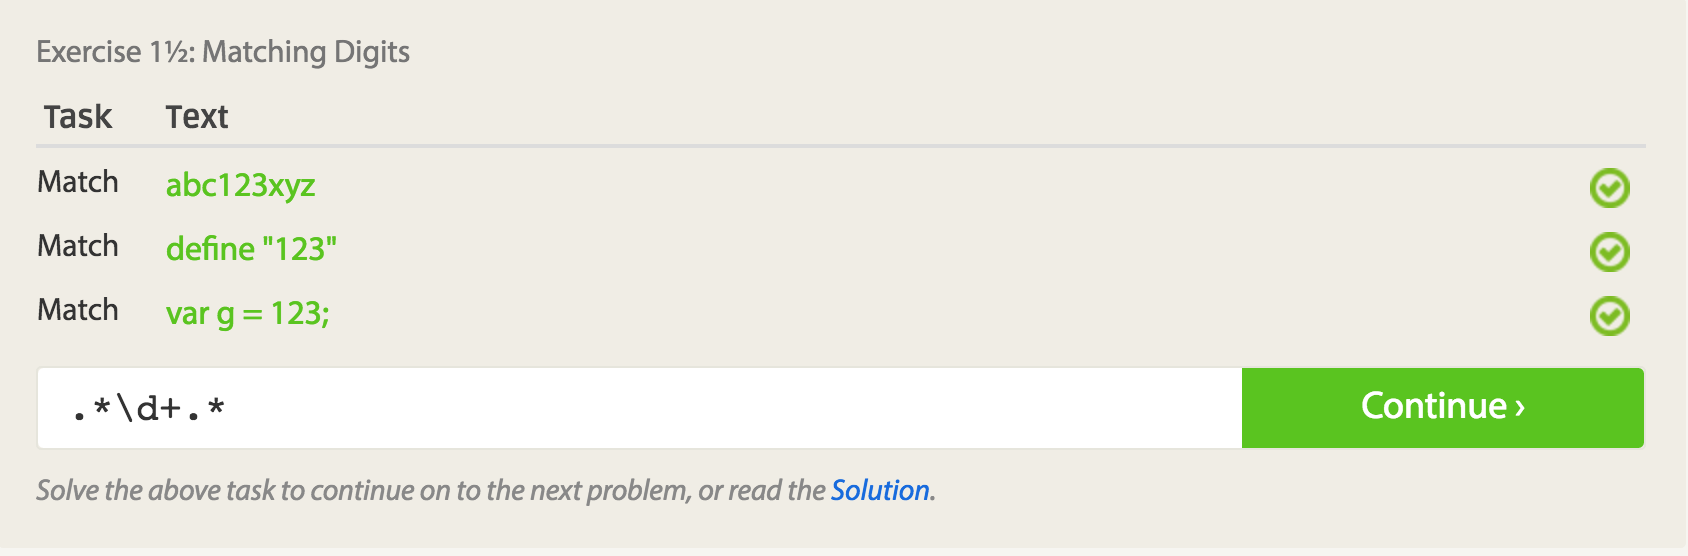 Exercise 1½: Matching Digits
Task Text
Match abc123xyz
Match define "123"
Match var g = 123;
.*\d+.* Continue ›
Solve the above task to continue on to the next problem, or read the Solution.